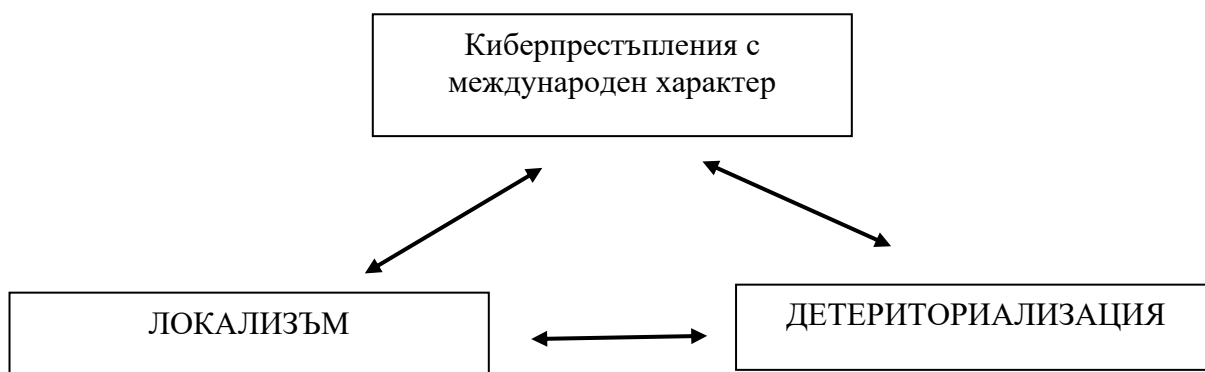 Киберпрестъпления с
международен характер
ЛОКАЛИЗЪМ
ДЕТЕРИТОРИАЛИЗАЦИЯ